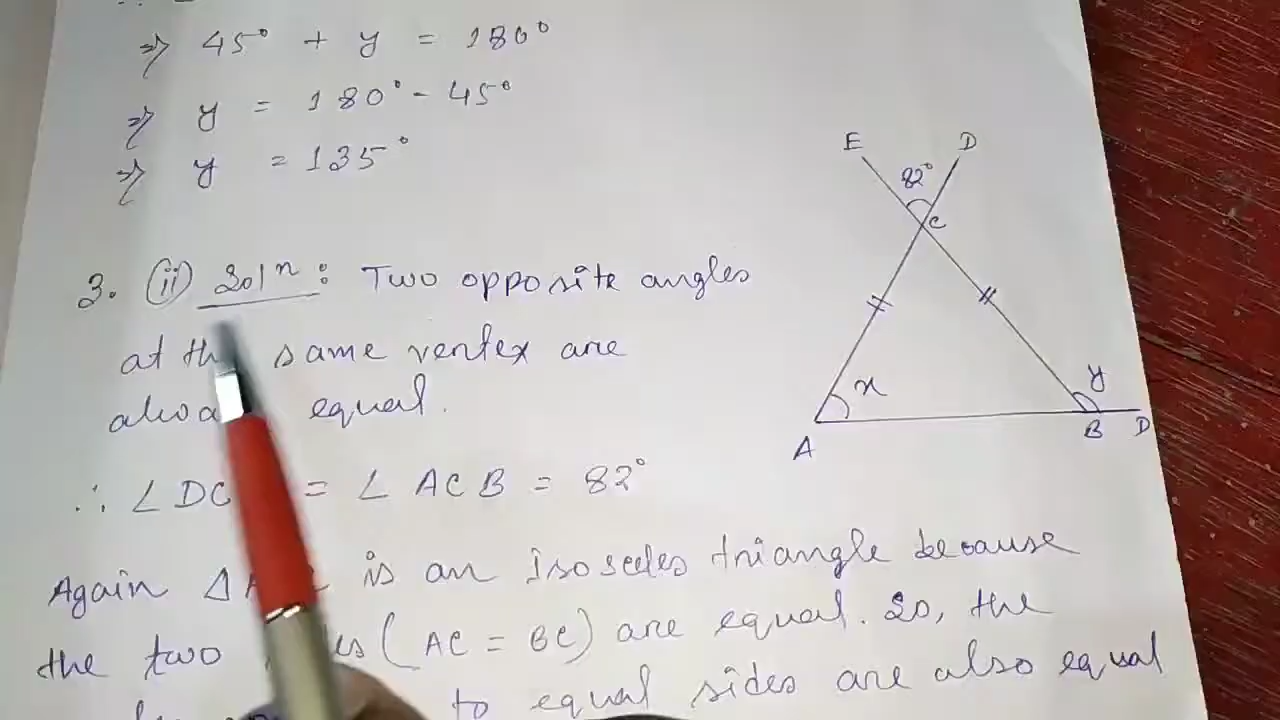 ⇒ 45° + y = 180°
⇒ y = 180° - 45°
⇒ y = 135°
3. (ii) Solⁿ: Two opposite angles
at the same vertex are
equal.
∴ ∠DC = ∠ACB = 82°
Again Δ is an isosceles triangle because
the two (AC = BC) are equal. So, the
to equal sides are also equal
E D
82°
C
x y
A B D